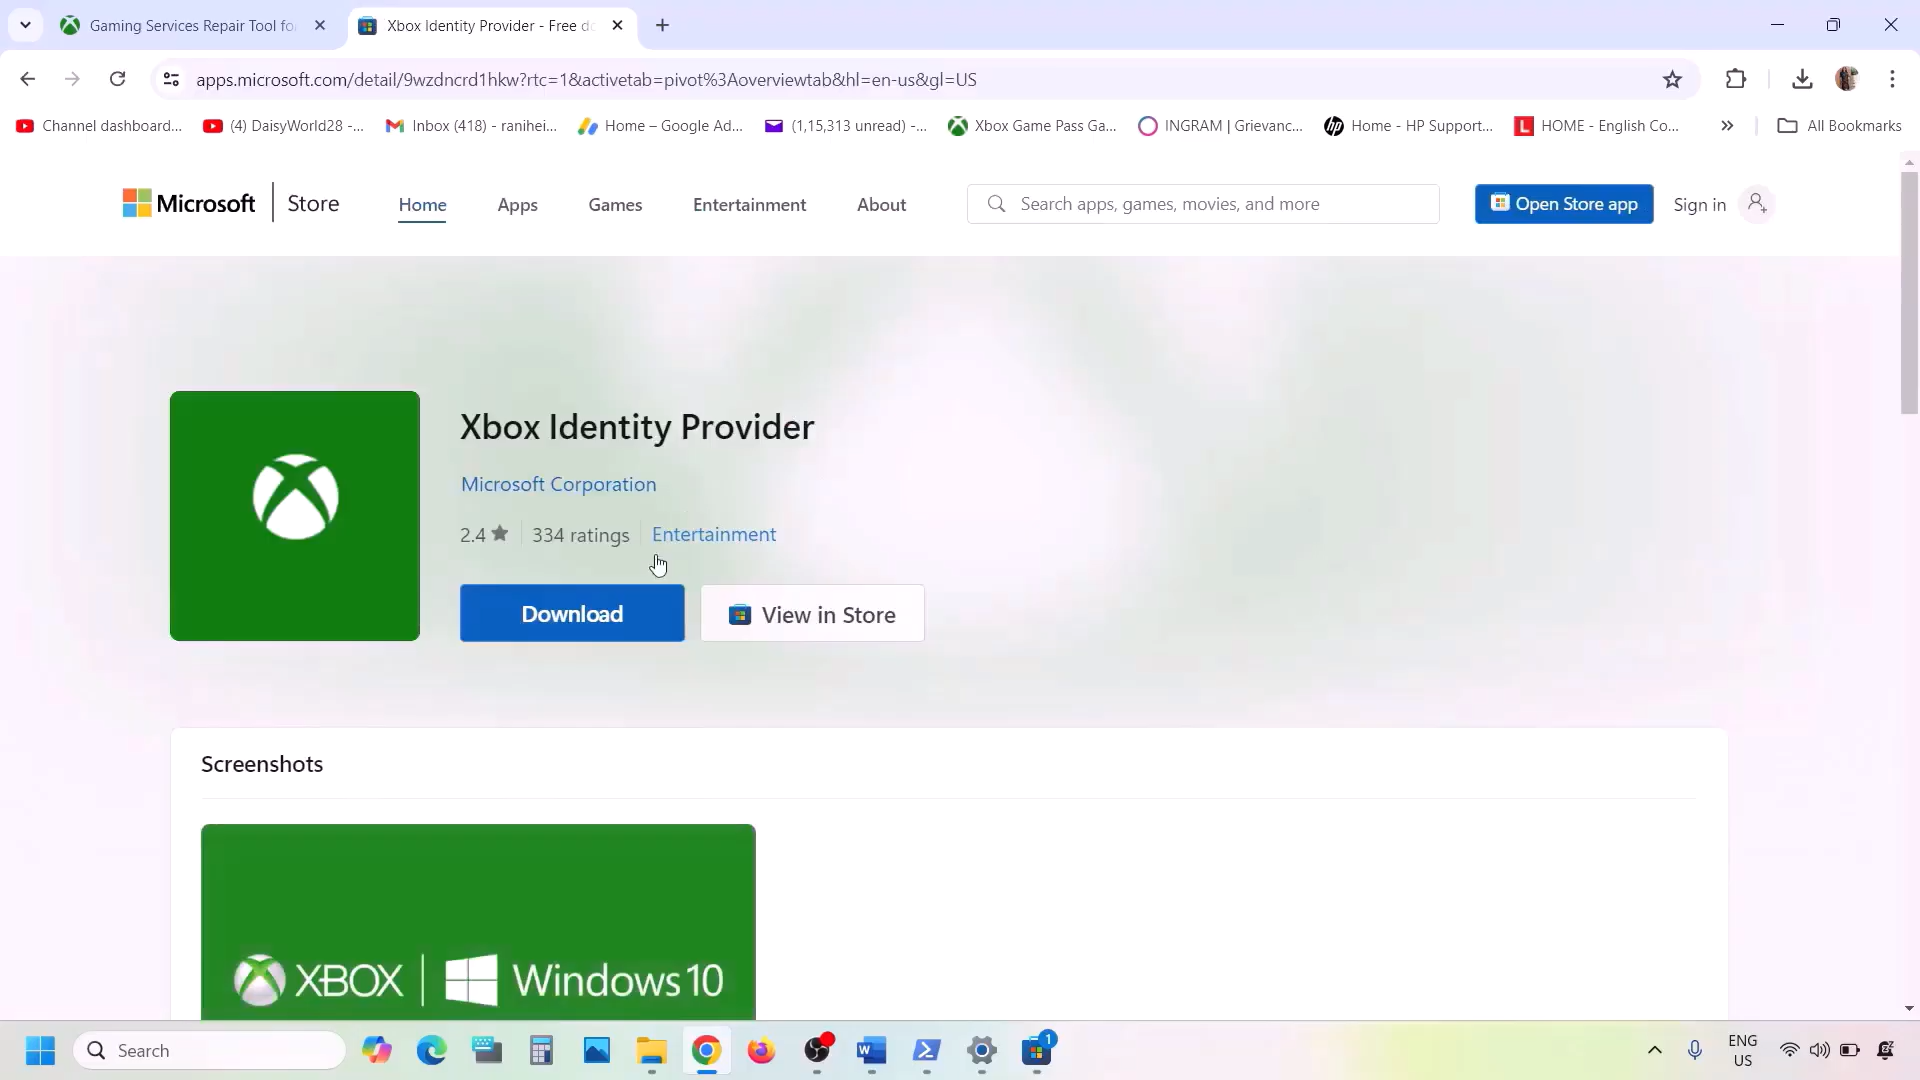 Gaming Services Repair Tool fo
Xbox Identity Provider - Free do
apps.microsoft.com/detail/9wzdncrd1hkw?rtc=1&activetab=pivot%3Aoverviewtab&hl=en-us&gl=US
Channel dashboard...
(4) DaisyWorld28 -...
Inbox (418) - ranihei...
Home – Google Ad...
(1,15,313 unread) -...
Xbox Game Pass Ga...
INGRAM | Grievanc...
Home - HP Support...
HOME - English Co...
All Bookmarks
Microsoft Store
Home
Apps
Games
Entertainment
About
Search apps, games, movies, and more
Open Store app
Sign in
Xbox Identity Provider
Microsoft Corporation
2.4
334 ratings
Entertainment
Download
View in Store
Screenshots
XBOX | Windows 10
Search
1
ENG
US